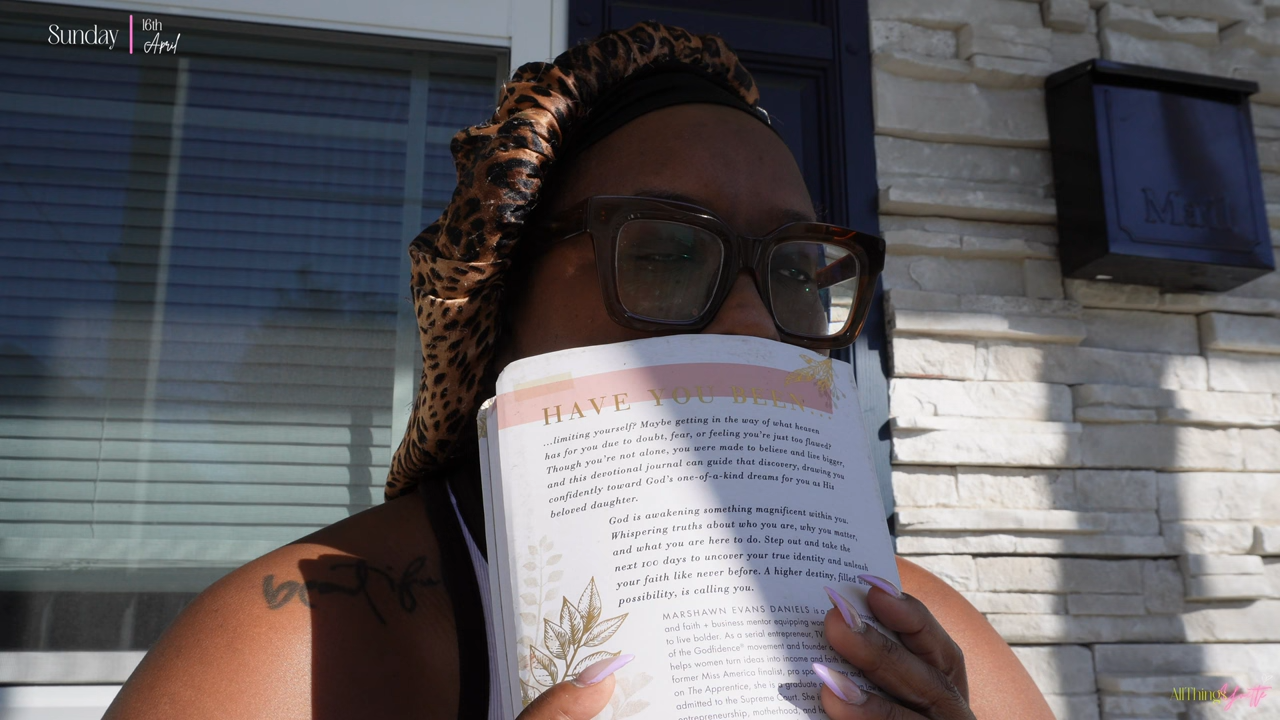 Sunday
16th
April
Mail
HAVE YOU BEEN...
...limiting yourself? Maybe getting in the way of what heaven
has for you due to doubt, fear, or feeling you're just too flawed?
Though you're not alone, you were made to believe and live bigger,
and this devotional journal can guide that discovery, drawing you
confidently toward God's one-of-a-kind dreams for you as His
beloved daughter.
God is awakening something magnificent within you.
Whispering truths about who you are, why you matter,
and what you are here to do. Step out and take the
next 100 days to uncover your true identity and unleash
your faith like never before. A higher destiny, filled
possibility, is calling you.
MARSHAWN EVANS DANIELS is a
and faith + business mentor equipping
to live bolder. As a serial entrepreneur, TV
of the Godfidence® movement and founder
helps women turn ideas into income and faith
former Miss America finalist, pro
on The Apprentice, she is a graduate
admitted to the Supreme Court. She
entrepreneurship, motherhood, and
AllThings